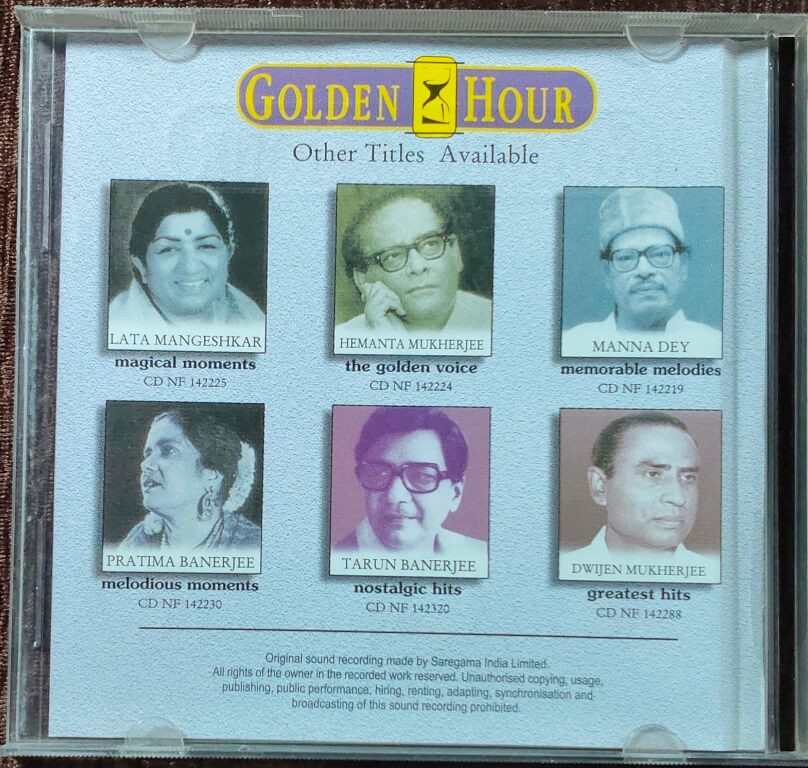 GOLDEN HOUR
Other Titles Available
LATA MANGESHKAR
magical moments
CD NF 142225
HEMANTA MUKHERJEE
the golden voice
CD NF 142224
MANNA DEY
memorable melodies
CD NF 142219
PRATIMA BANERJEE
melodious moments
CD NF 142230
TARUN BANERJEE
nostalgic hits
CD NF 142320
DWIJEN MUKHERJEE
greatest hits
CD NF 142288
Original sound recording made by Saregama India Limited.
All rights of the owner in the recorded work reserved. Unauthorised copying, usage,
publishing, public performance, hiring, renting, adapting, synchronisation and
broadcasting of this sound recording prohibited.